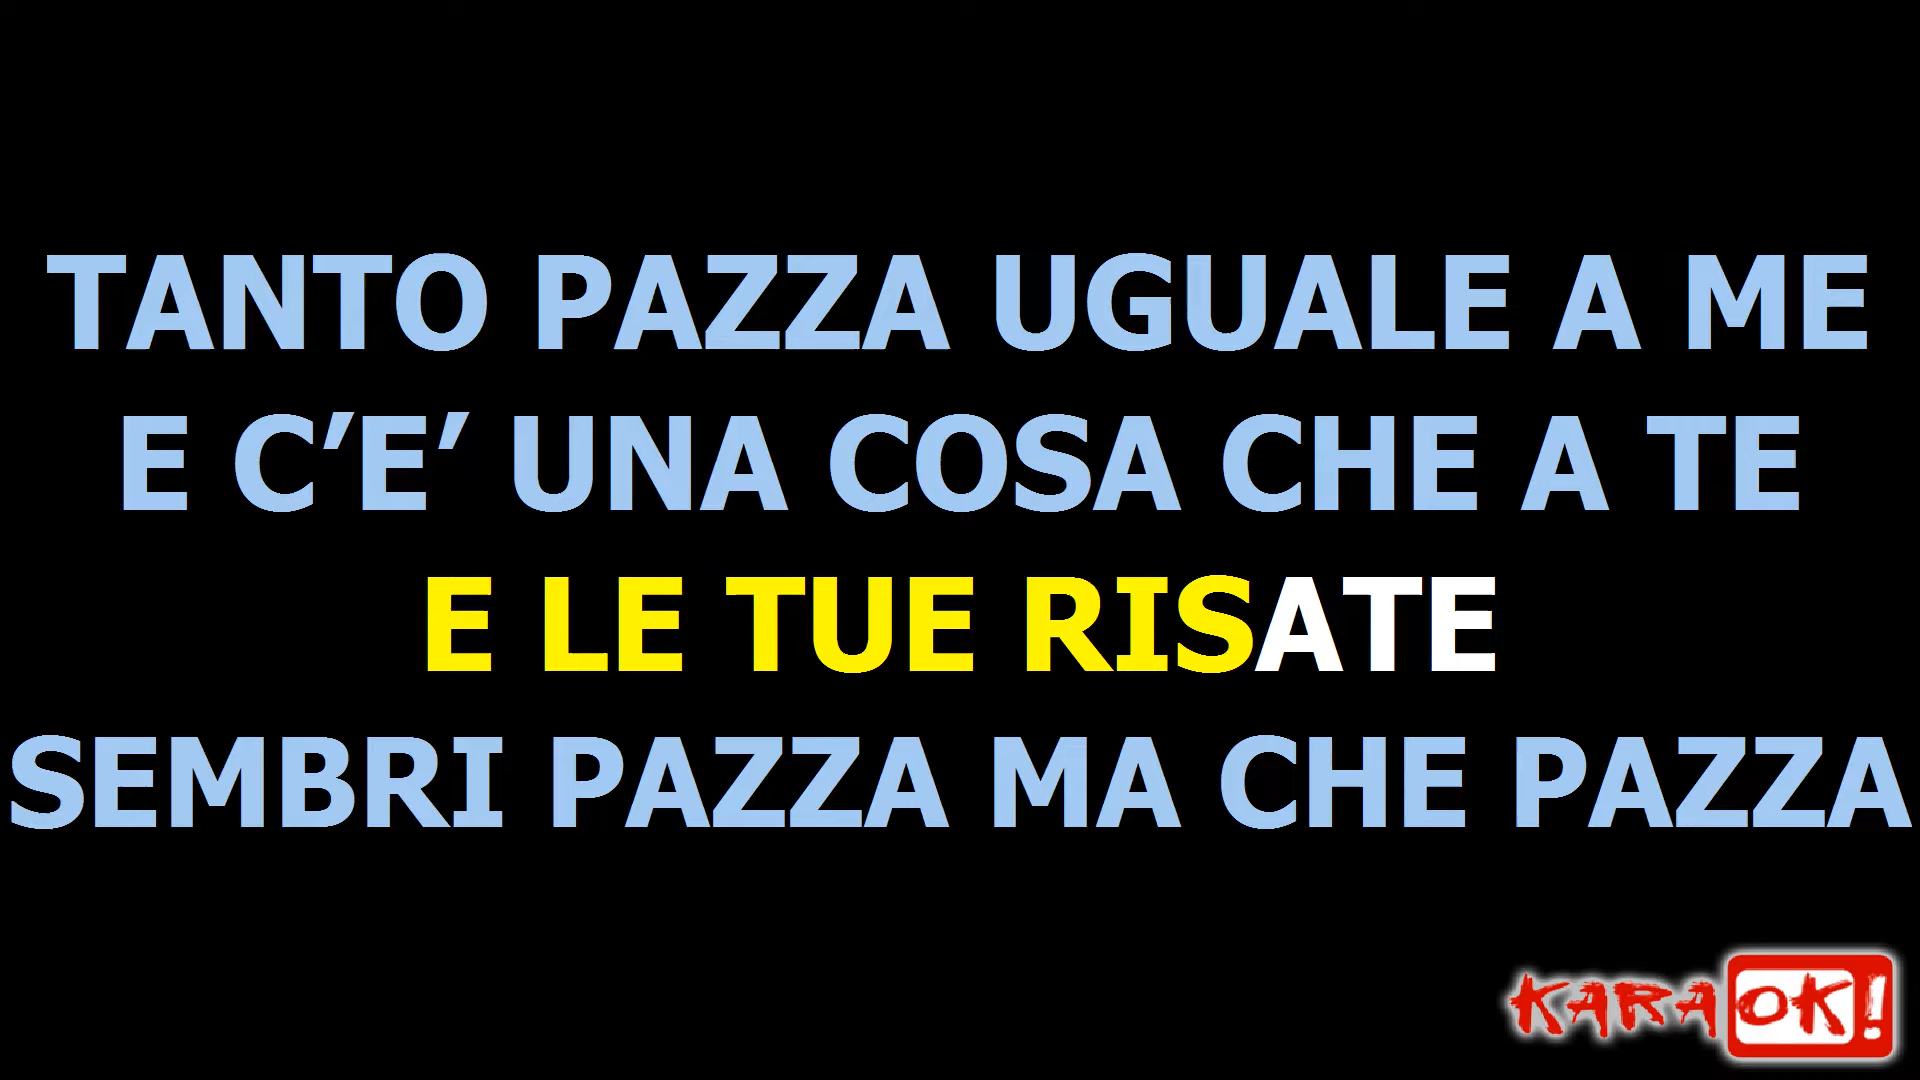 TANTO PAZZA UGUALE A ME
E C’E’ UNA COSA CHE A TE
E LE TUE RISATE
SEMBRI PAZZA MA CHE PAZZA
KARAOK!